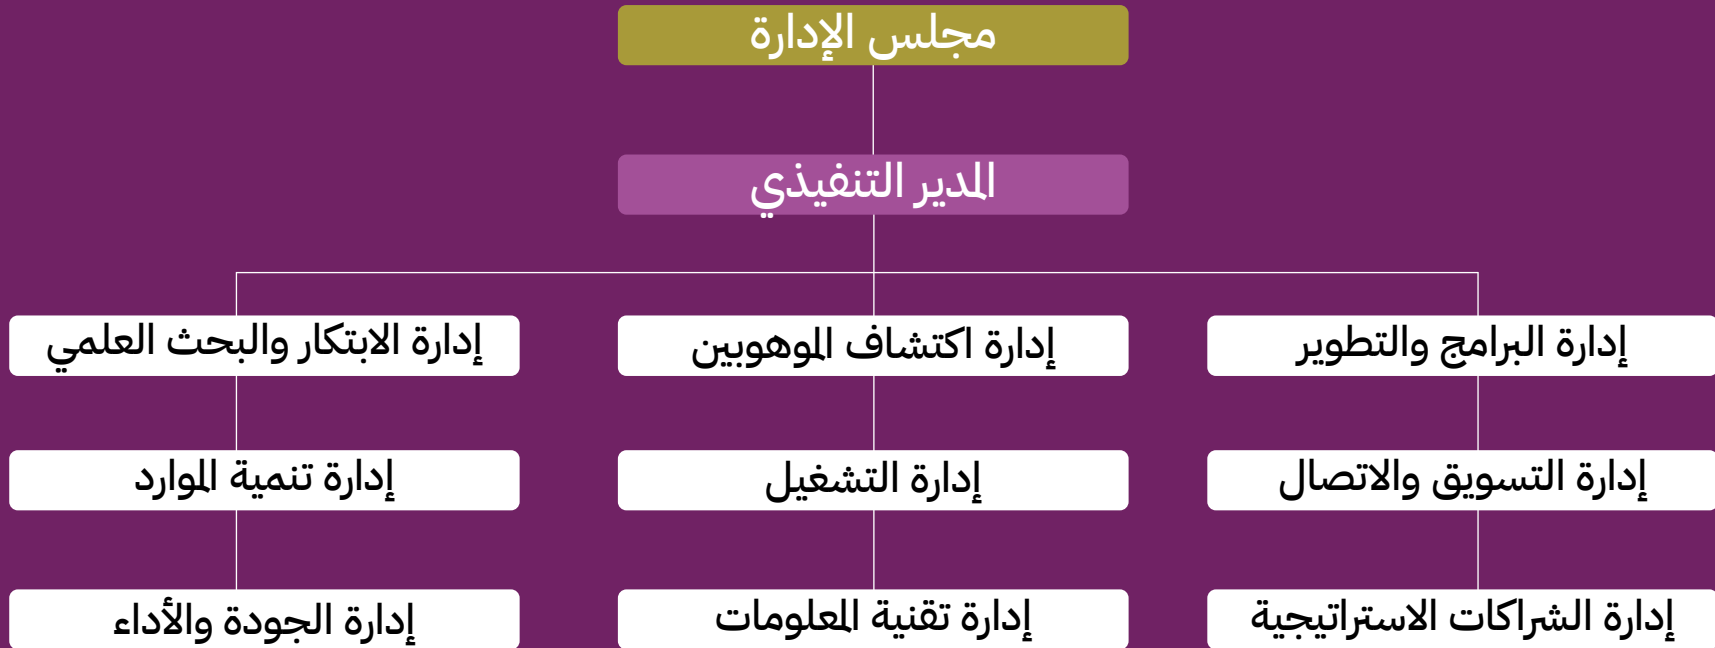 مجلس الإدارة
المدير التنفيذي
إدارة البرامج والتطوير
إدارة اكتشاف الموهوبين
إدارة الابتكار والبحث العلمي
إدارة التسويق والاتصال
إدارة التشغيل
إدارة تنمية الموارد
إدارة الشراكات الاستراتيجية
إدارة تقنية المعلومات
إدارة الجودة والأداء